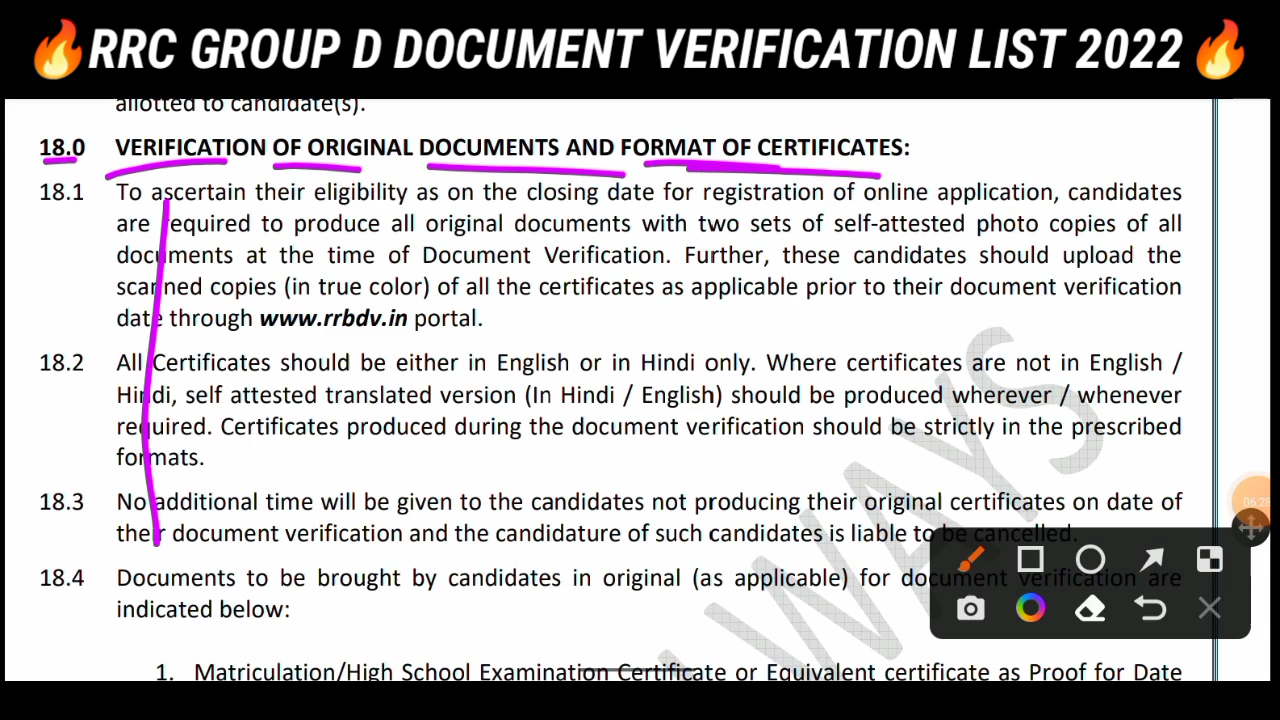 RRC GROUP D DOCUMENT VERIFICATION LIST 2022
allotted to candidate(s).
18.0 VERIFICATION OF ORIGINAL DOCUMENTS AND FORMAT OF CERTIFICATES:
18.1 To ascertain their eligibility as on the closing date for registration of online application, candidates
are required to produce all original documents with two sets of self-attested photo copies of all
documents at the time of Document Verification. Further, these candidates should upload the
scanned copies (in true color) of all the certificates as applicable prior to their document verification
date through www.rrbdv.in portal.
18.2 All Certificates should be either in English or in Hindi only. Where certificates are not in English /
Hindi, self attested translated version (In Hindi / English) should be produced wherever / whenever
required. Certificates produced during the document verification should be strictly in the prescribed
formats.
18.3 No additional time will be given to the candidates not producing their original certificates on date of
their document verification and the candidature of such candidates is liable to be cancelled.
18.4 Documents to be brought by candidates in original (as applicable) for document verification are
indicated below:
1. Matriculation/High School Examination Certificate or Equivalent certificate as Proof for Date
WAYS
06:28